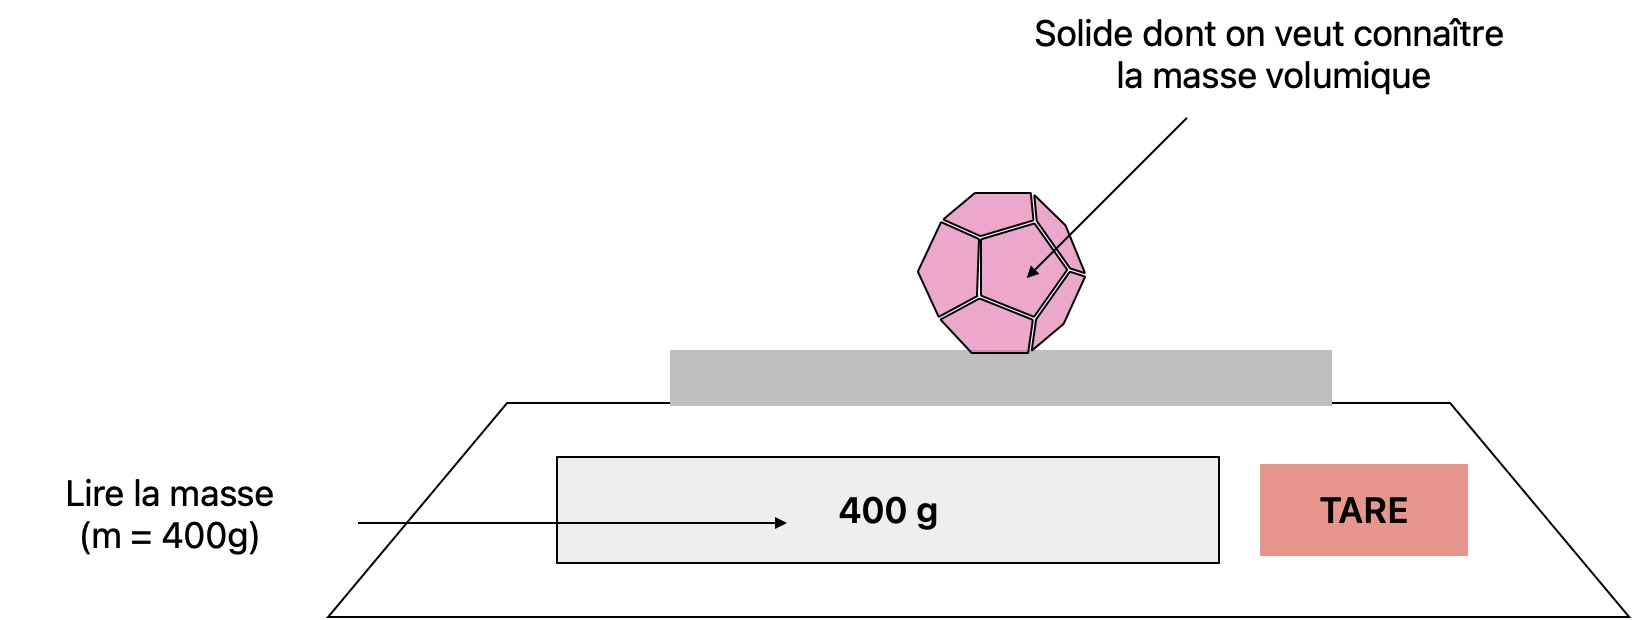 Solide dont on veut connaître
la masse volumique
Lire la masse
(m = 400g)
400 g
TARE